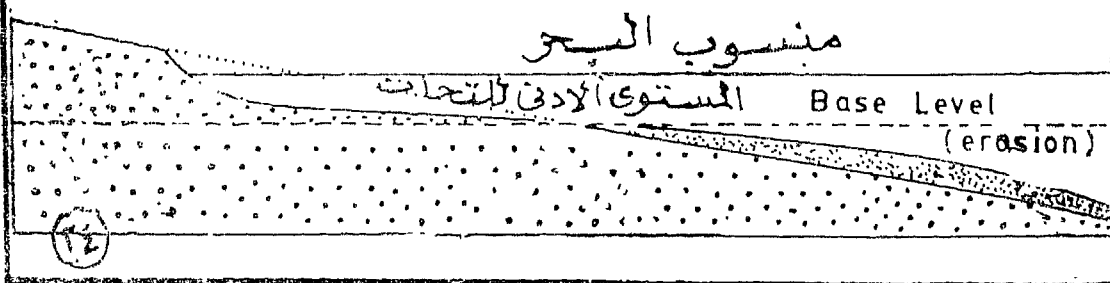 منسوب البحر
المستوى الادنى للتحات Base Level
(erosion)